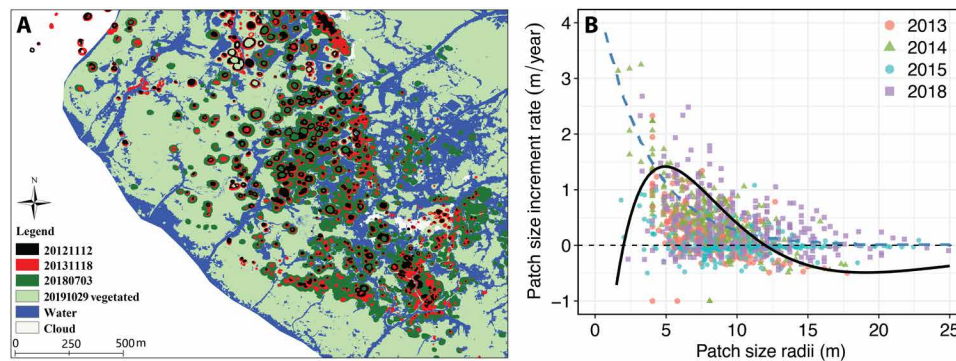 A
N
Legend
20121112
20131118
20180703
20191029 vegetated
Water
Cloud
0 250 500 m
B
Patch size increment rate (m/year)
4
3
2
1
0
−1
2013
2014
2015
2018
0 5 10 15 20 25
Patch size radii (m)